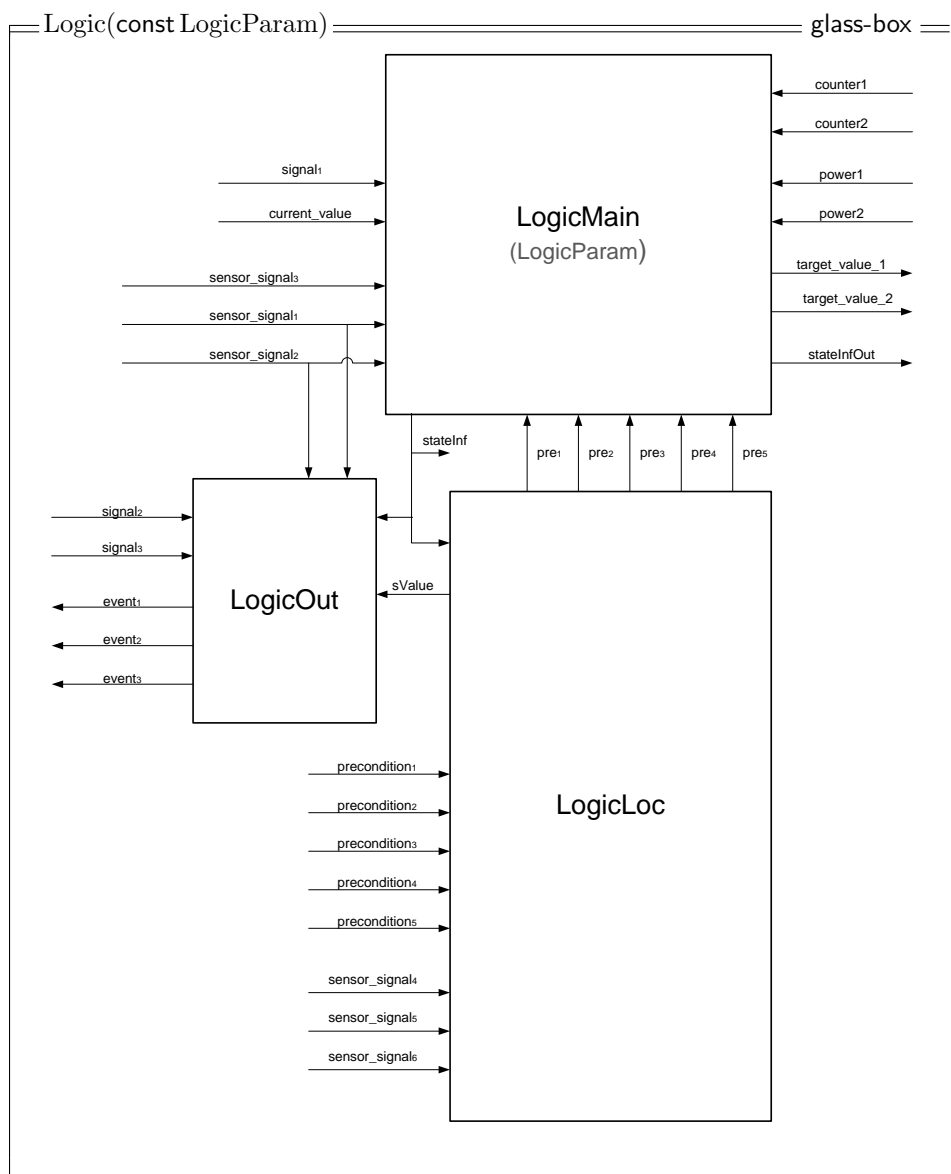 Logic(const LogicParam) glass-box
counter1
counter2
signal₁
power1
current_value
power2
LogicMain
(LogicParam)
target_value_1
sensor_signal₃
target_value_2
sensor_signal₁
sensor_signal₂
stateInfOut
stateInf
pre₁ pre₂ pre₃ pre₄ pre₅
signal₂
signal₃
sValue
event₁
LogicOut
event₂
event₃
precondition₁
precondition₂
LogicLoc
precondition₃
precondition₄
precondition₅
sensor_signal₄
sensor_signal₅
sensor_signal₆